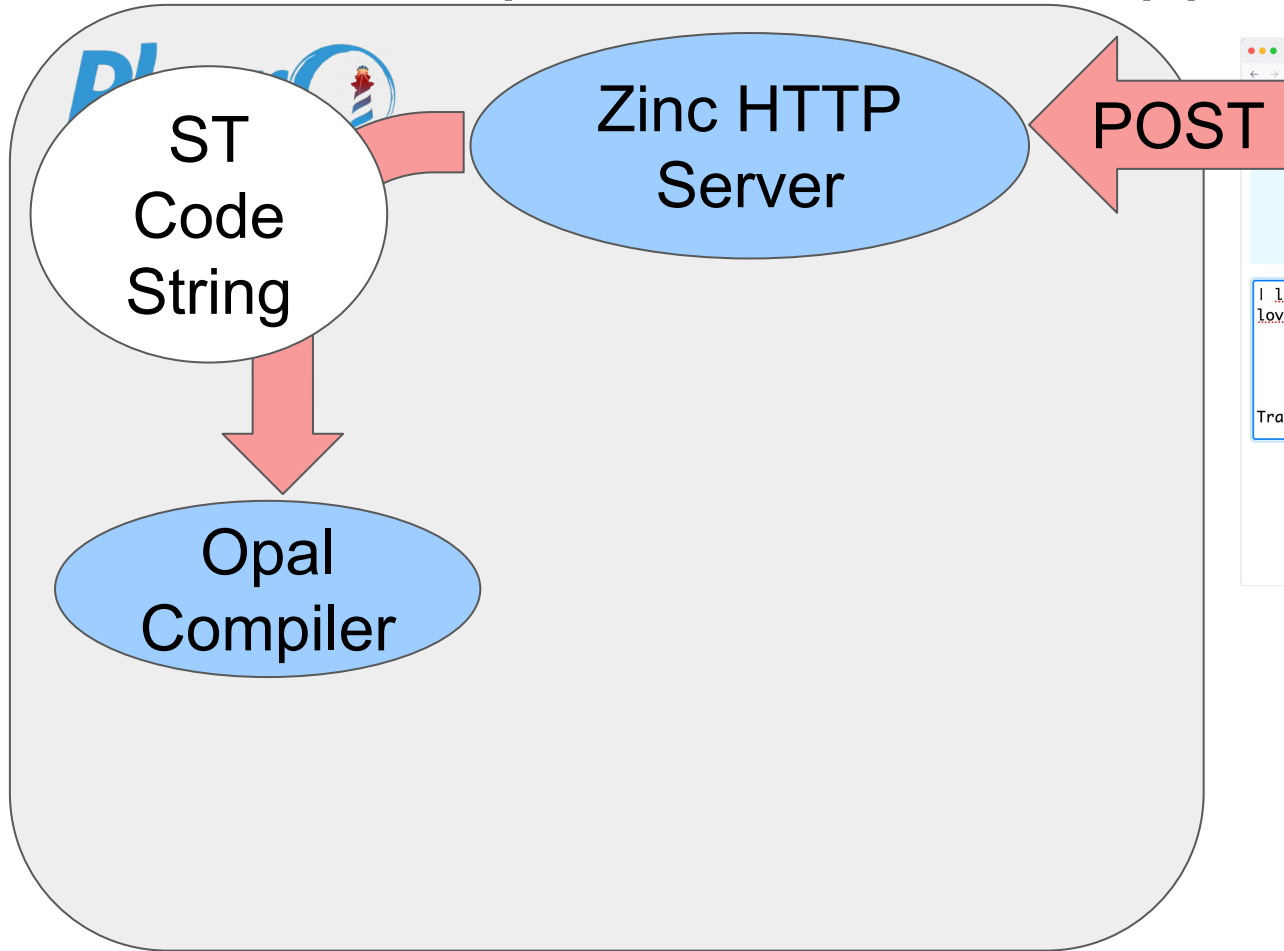 Zinc HTTP
Server
POST
ST
Code
String
Opal
Compiler